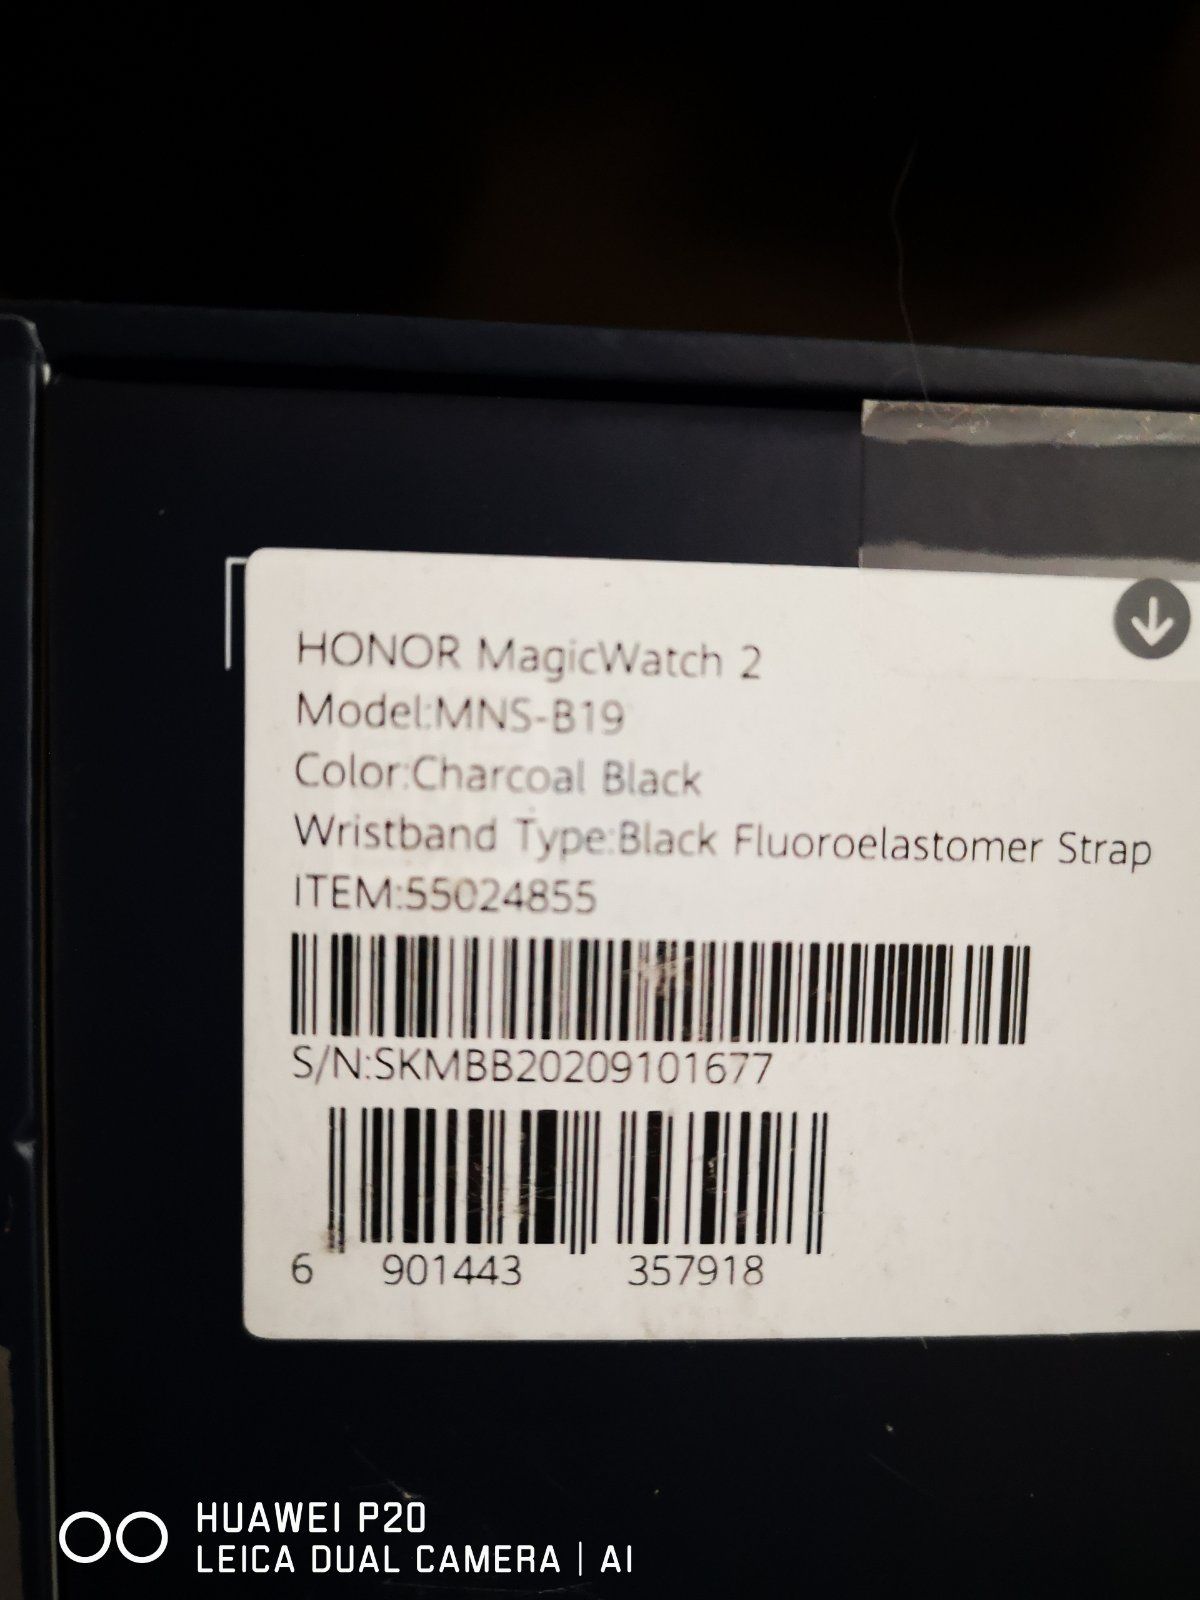 HONOR MagicWatch 2
Model:MNS-B19
Color:Charcoal Black
Wristband Type:Black Fluoroelastomer Strap
ITEM:55024855
S/N:SKMBB20209101677
6 901443 357918
HUAWEI P20
LEICA DUAL CAMERA | AI